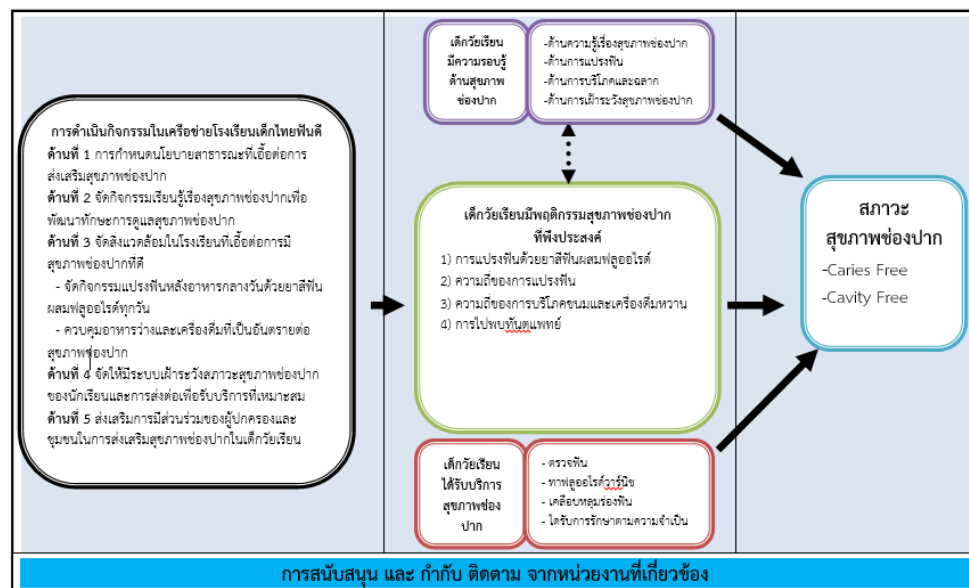 การดำเนินกิจกรรมในเครือข่ายโรงเรียนเด็กไทยฟันดี
ด้านที่ 1 การกำหนดนโยบายสาธารณะที่เอื้อต่อการ
ส่งเสริมสุขภาพช่องปาก
ด้านที่ 2 จัดกิจกรรมเรียนรู้เรื่องสุขภาพช่องปากเพื่อ
พัฒนาทักษะการดูแลสุขภาพช่องปาก
ด้านที่ 3 จัดสิ่งแวดล้อมในโรงเรียนที่เอื้อต่อการมี
สุขภาพช่องปากที่ดี
- จัดกิจกรรมแปรงฟันหลังอาหารกลางวันด้วยยาสีฟัน
ผสมฟลูออไรด์ทุกวัน
- ควบคุมอาหารว่างและเครื่องดื่มที่เป็นอันตรายต่อ
สุขภาพช่องปาก
ด้านที่ 4 จัดให้มีระบบเฝ้าระวังสภาวะสุขภาพช่องปาก
ของนักเรียนและการส่งต่อเพื่อรับบริการที่เหมาะสม
ด้านที่ 5 ส่งเสริมการมีส่วนร่วมของผู้ปกครองและ
ชุมชนในการส่งเสริมสุขภาพช่องปากในเด็กวัยเรียน
เด็กวัยเรียน
มีความรอบรู้
ด้านสุขภาพ
ช่องปาก
-ด้านความรู้เรื่องสุขภาพช่องปาก
-ด้านการแปรงฟัน
-ด้านการบริโภคและฉลาก
-ด้านการเฝ้าระวังสุขภาพช่องปาก
เด็กวัยเรียนมีพฤติกรรมสุขภาพช่องปาก
ที่พึงประสงค์
1) การแปรงฟันด้วยยาสีฟันผสมฟลูออไรด์
2) ความถี่ของการแปรงฟัน
3) ความถี่ของการบริโภคขนมและเครื่องดื่มหวาน
4) การไปพบทันตแพทย์
เด็กวัยเรียน
ได้รับบริการ
สุขภาพช่อง
ปาก
- ตรวจฟัน
- ทาฟลูออไรด์วาร์นิช
- เคลือบหลุมร่องฟัน
- ได้รับการรักษาตามความจำเป็น
สภาวะ
สุขภาพช่องปาก
-Caries Free
-Cavity Free
การสนับสนุน และ กำกับ ติดตาม จากหน่วยงานที่เกี่ยวข้อง